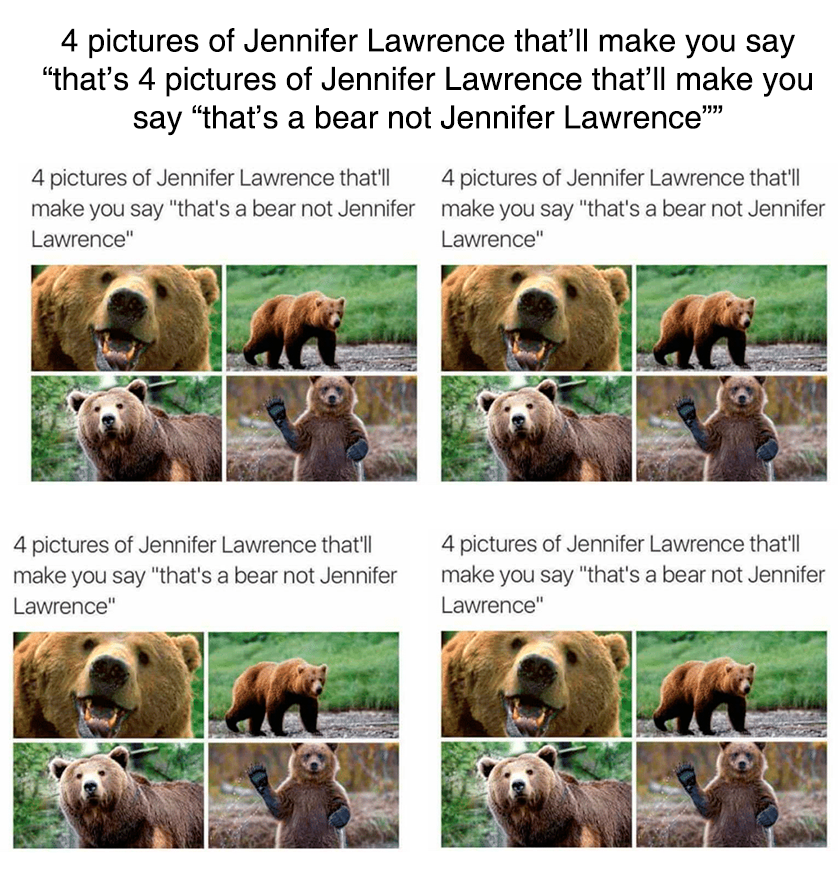 4 pictures of Jennifer Lawrence that’ll make you say
“that’s 4 pictures of Jennifer Lawrence that’ll make you
say “that’s a bear not Jennifer Lawrence””
4 pictures of Jennifer Lawrence that'll
make you say "that's a bear not Jennifer
Lawrence"
4 pictures of Jennifer Lawrence that'll
make you say "that's a bear not Jennifer
Lawrence"
4 pictures of Jennifer Lawrence that'll
make you say "that's a bear not Jennifer
Lawrence"
4 pictures of Jennifer Lawrence that'll
make you say "that's a bear not Jennifer
Lawrence"